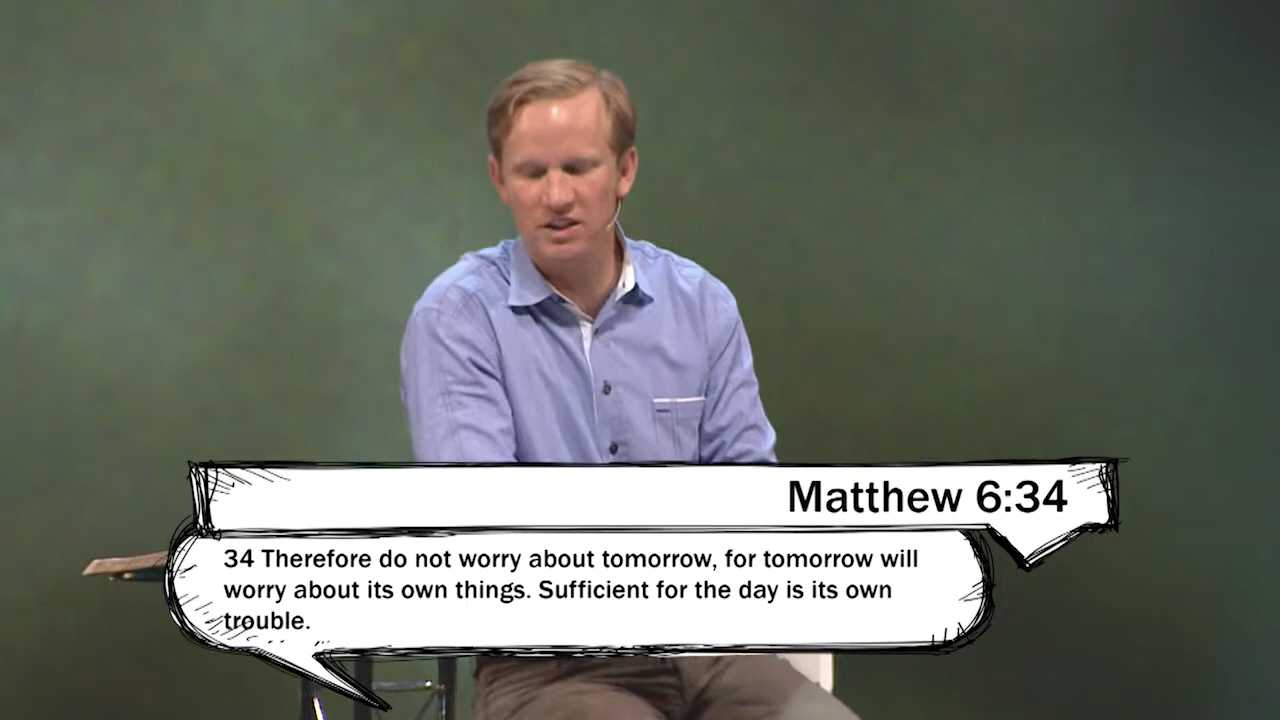 Matthew 6:34
34 Therefore do not worry about tomorrow, for tomorrow will
worry about its own things. Sufficient for the day is its own
trouble.